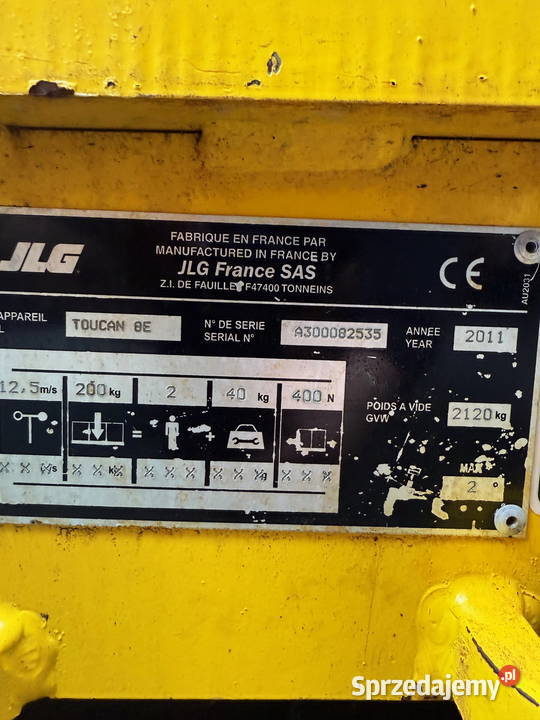 JLG
FABRIQUE EN FRANCE PAR
MANUFACTURED IN FRANCE BY
JLG France SAS
Z.I. DE FAUILLET F47400 TONNEINS
CE
AU2031
APPAREIL
TOUCAN 8E
N° DE SERIE
SERIAL N°
A300082535
ANNEE
YEAR
2011
12,5 m/s 200 kg 2 40 kg 400 N
= +
POIDS A VIDE
GVW
2120 kg
X X X/s X X kg X X X X X X X X X
MAX
2 °
Sprzedajemy.pl